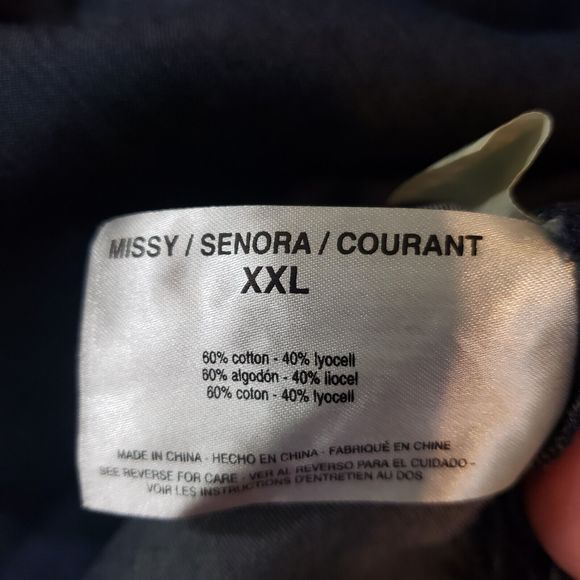 MISSY / SENORA / COURANT
XXL
60% cotton - 40% lyocell
60% algodón - 40% liocel
60% coton - 40% lyocell
MADE IN CHINA - HECHO EN CHINA - FABRIQUÉ EN CHINE
SEE REVERSE FOR CARE - VER AL REVERSO PARA EL CUIDADO -
VOIR LES INSTRUCTIONS D'ENTRETIEN AU DOS